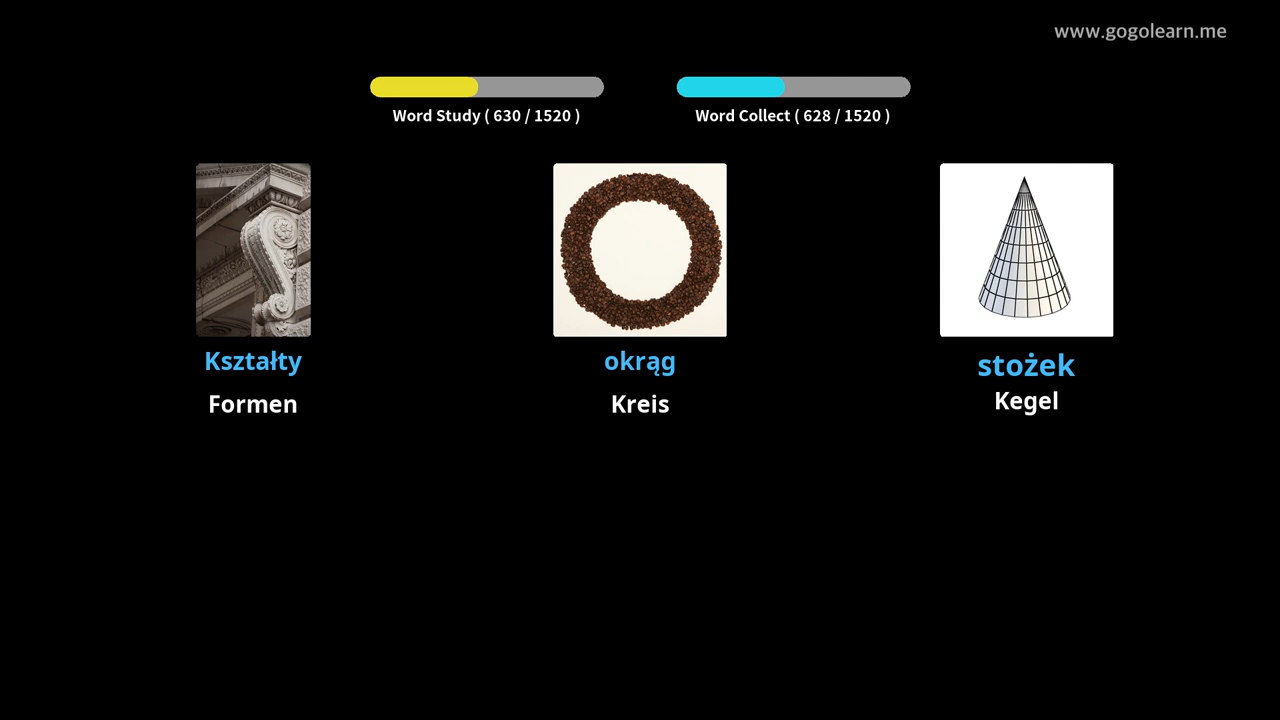 www.gogolearn.me
Word Study ( 630 / 1520 )
Word Collect ( 628 / 1520 )
Kształty
okrąg
stożek
Formen
Kreis
Kegel